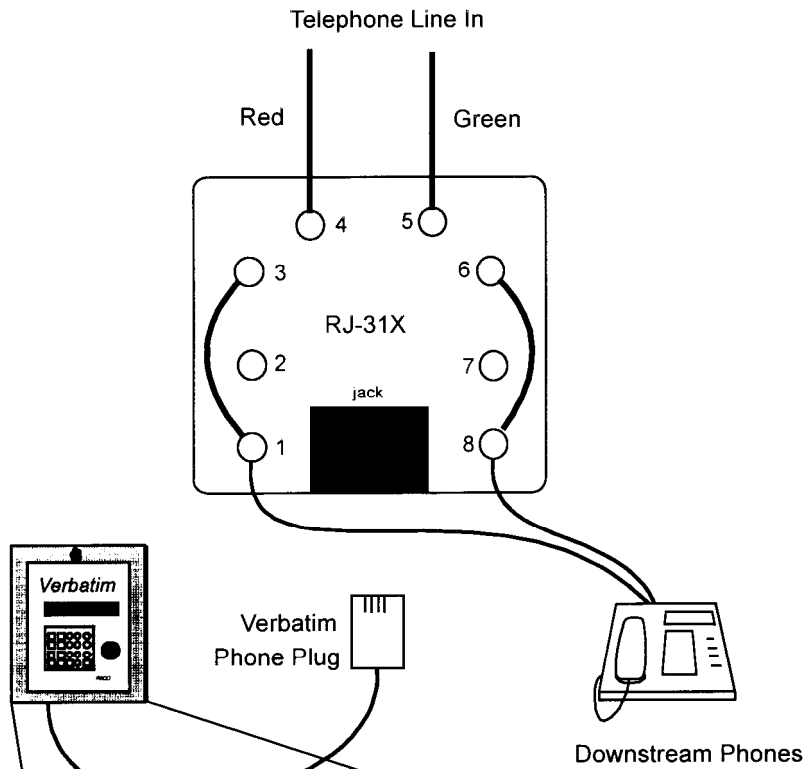 Telephone Line In
Red
Green
4
5
3
6
RJ-31X
2
7
jack
1
8
Verbatim
Verbatim
Phone Plug
Downstream Phones